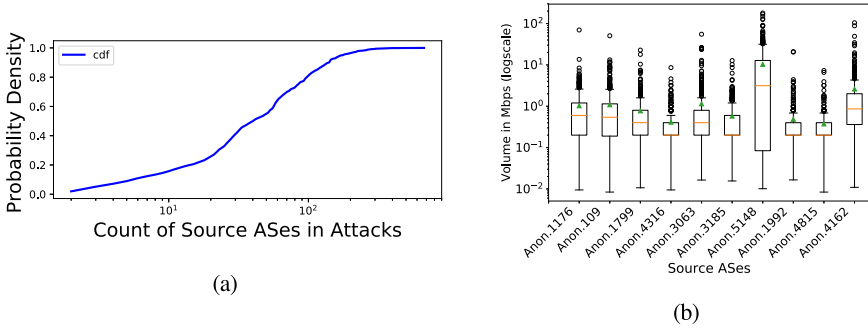 cdf
Probability Density
1.0
0.8
0.6
0.4
0.2
0.0
10¹
10²
Count of Source ASes in Attacks
(a)
Volume in Mbps (logscale)
10²
10¹
10⁰
10⁻¹
10⁻²
Anon.1176
Anon.109
Anon.1799
Anon.4316
Anon.3063
Anon.3185
Anon.5148
Anon.1992
Anon.4815
Anon.4162
Source ASes
(b)